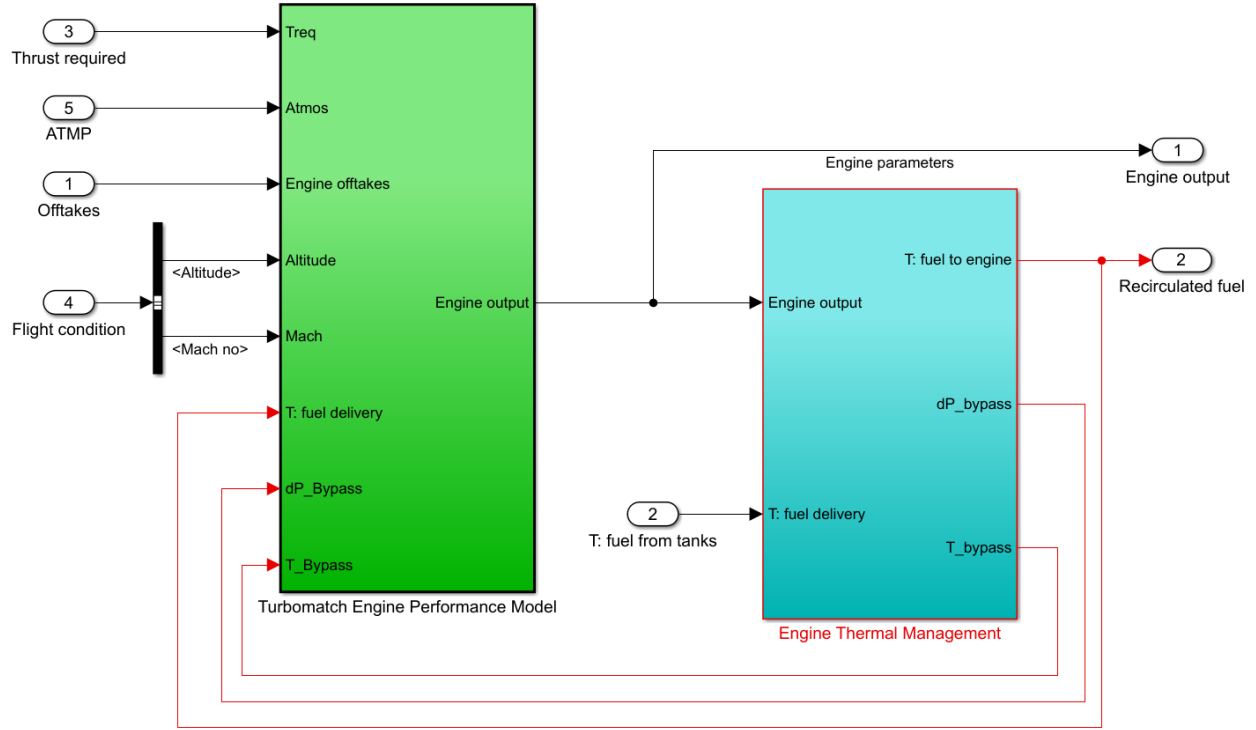 3
Thrust required
5
ATMP
1
Offtakes
4
Flight condition
<Altitude>
<Mach no>
Treq
Atmos
Engine offtakes
Altitude
Mach
T: fuel delivery
dP_Bypass
T_Bypass
Engine output
Turbomatch Engine Performance Model
Engine parameters
1
Engine output
2
Recirculated fuel
T: fuel to engine
Engine output
dP_bypass
2
T: fuel from tanks
T: fuel delivery
T_bypass
Engine Thermal Management